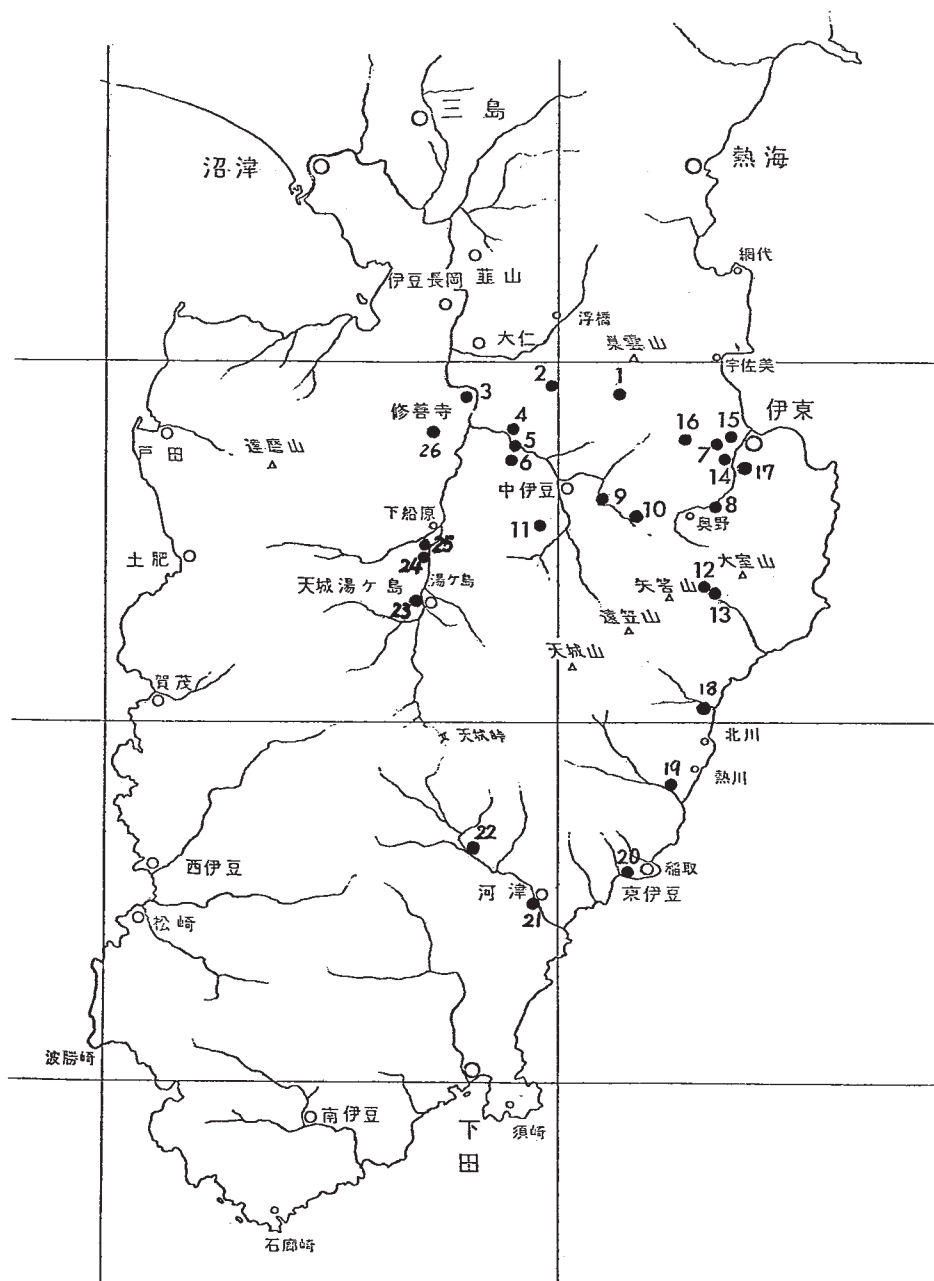 三島
沼津
熱海
網代
伊豆長岡
韮山
浮橋
大仁
巣雲山
宇佐美
2
1
3
修善寺
4
伊東
16
15
26
5
7
戸田
達磨山
6
14
17
中伊豆
9
8
10
奥野
下船原
11
大室山
25
土肥
24
12
矢筈山
天城湯ヶ島
湯ヶ島
13
23
遠笠山
天城山
賀茂
18
天城峠
北川
19
熱川
22
西伊豆
20
稲取
河津
東伊豆
21
松崎
波勝崎
南伊豆
下田
須崎
石廊崎